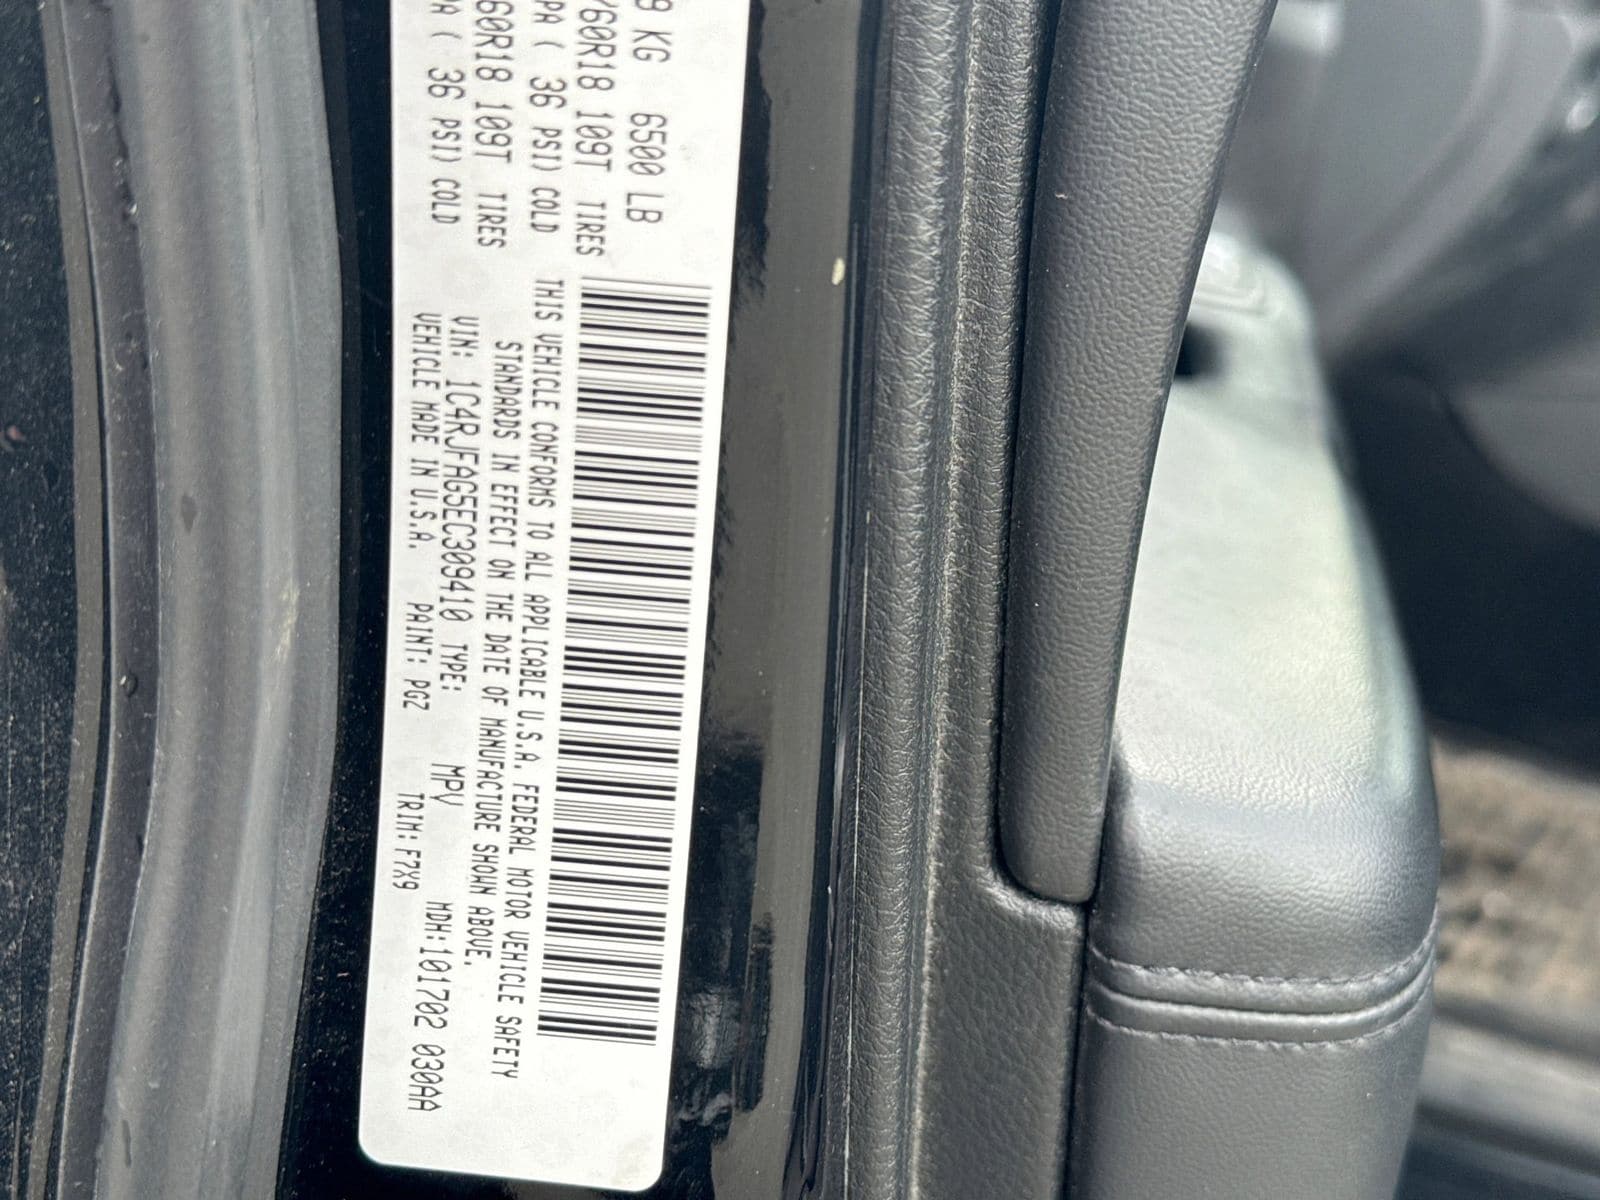 9 KG 6500 LB
/60R18 109T TIRES
PA ( 36 PSI) COLD
60R18 109T TIRES
PA ( 36 PSI) COLD
THIS VEHICLE CONFORMS TO ALL APPLICABLE U.S.A. FEDERAL MOTOR VEHICLE SAFETY
STANDARDS IN EFFECT ON THE DATE OF MANUFACTURE SHOWN ABOVE.
VIN: 1C4RJFAG5EC309410 TYPE: MPV MDH:101702 030AA
VEHICLE MADE IN U.S.A. PAINT: PGZ TRIM: F7X9